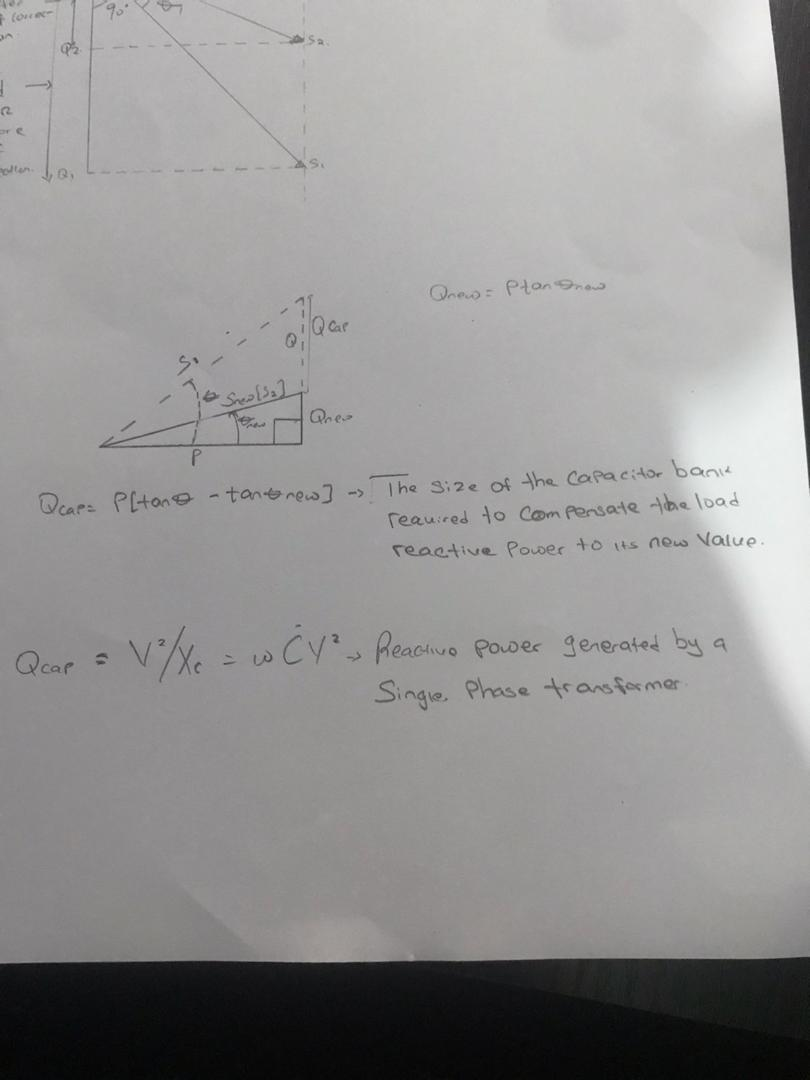 90°
S2
Q2
Q1
S1
Qnew = Ptanθnew
Qcap
Q
S
θ Snew[S2]
θnew
Qnew
P
Qcap = P[tanθ - tanθnew] → The size of the capacitor bank
required to compensate the load
reactive power to its new value.
Qcap = V²/Xc = ωCV² → Reactive power generated by a
Single Phase transformer.